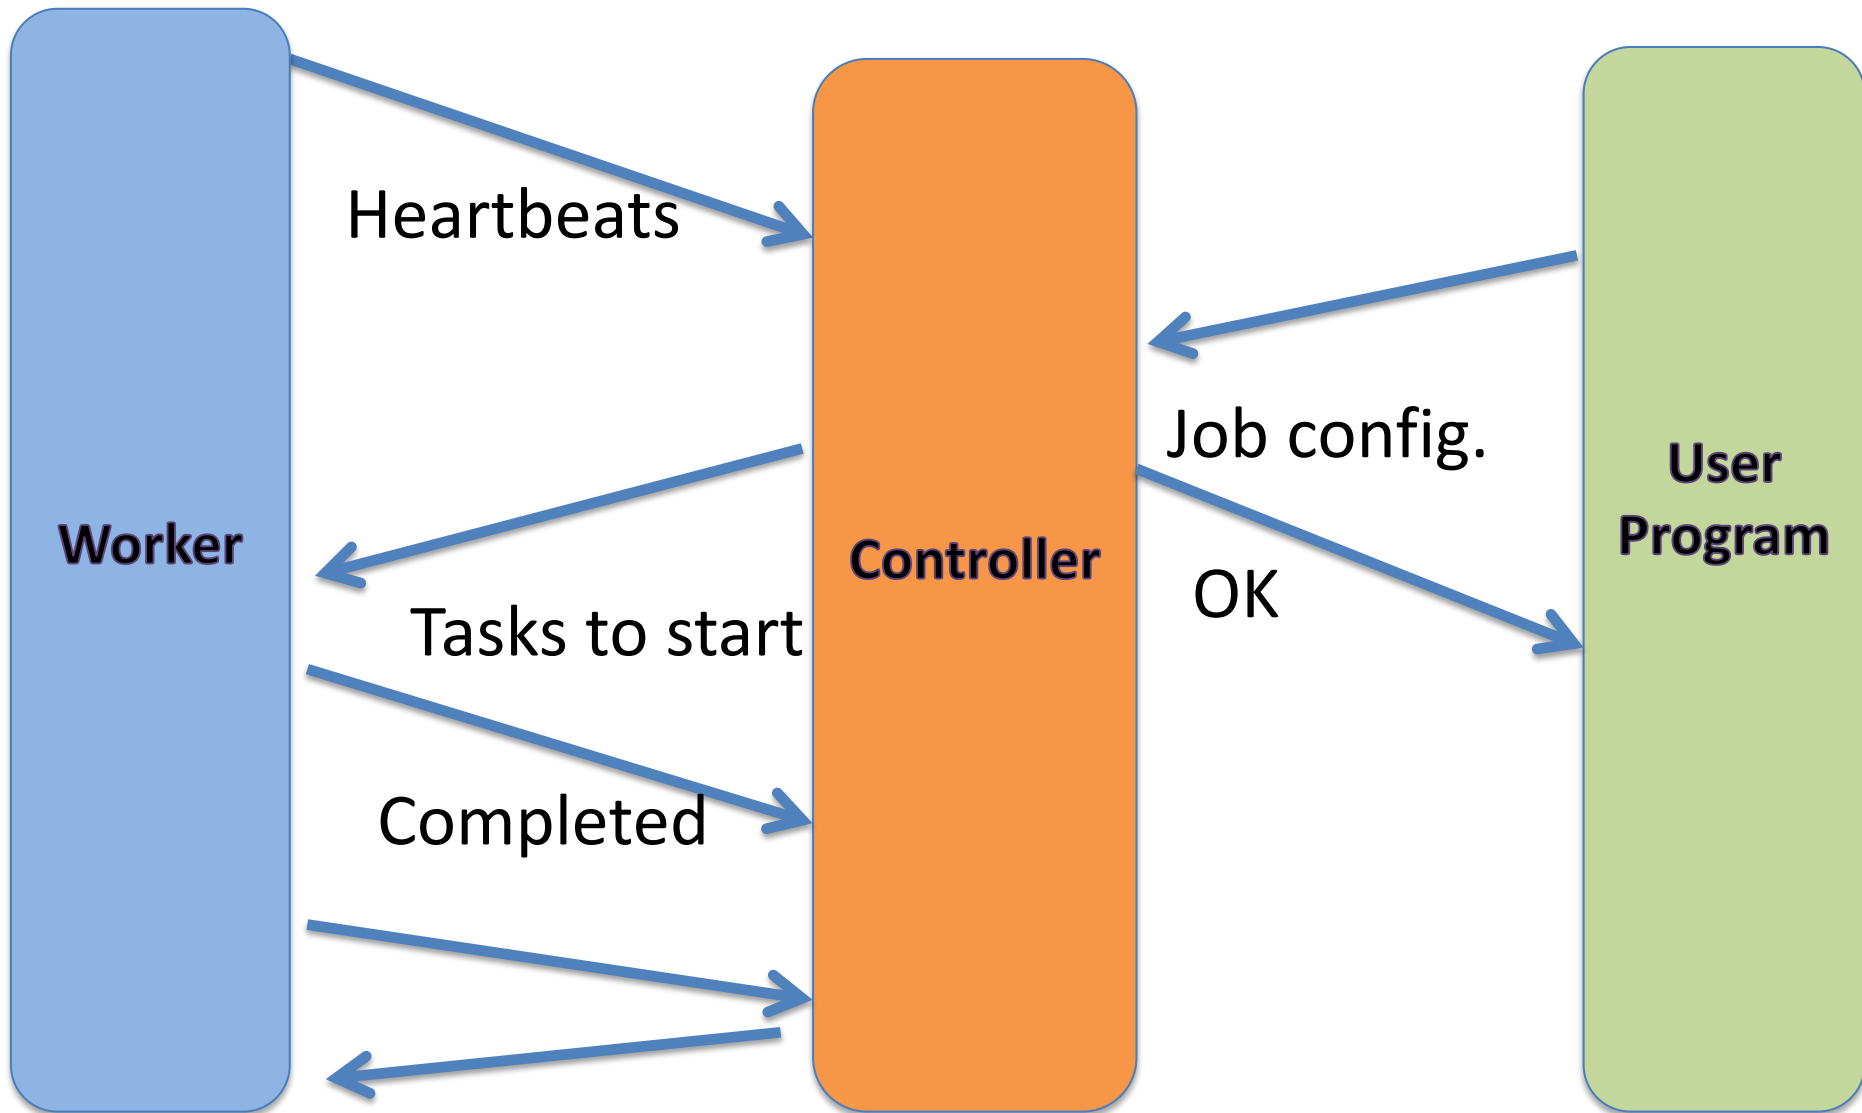 Heartbeats
Job config.
User
Program
Worker
Controller
OK
Tasks to start
Completed